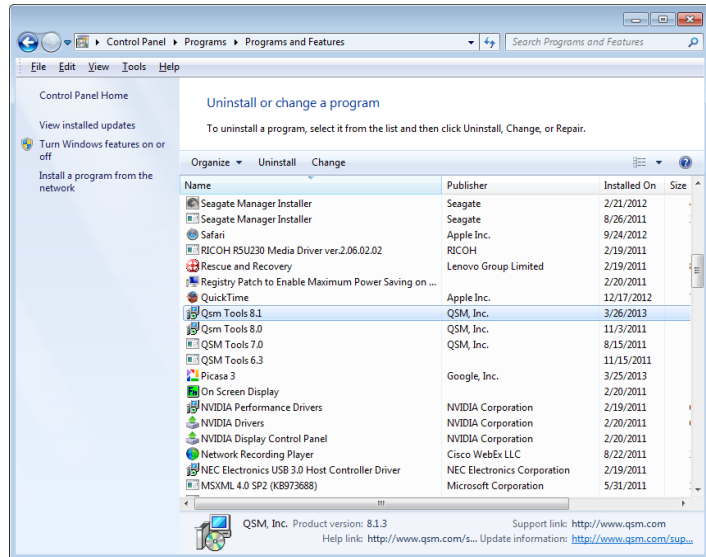 Control Panel Programs Programs and Features Search Programs and Features
File Edit View Tools Help
Control Panel Home
View installed updates
Turn Windows features on or
off
Install a program from the
network
Uninstall or change a program
To uninstall a program, select it from the list and then click Uninstall, Change, or Repair.
Organize Uninstall Change
Name Publisher Installed On Size
Seagate Manager Installer Seagate 2/21/2012
Seagate Manager Installer Seagate 8/26/2011
Safari Apple Inc. 9/24/2012
RICOH R5U230 Media Driver ver.2.06.02.02 RICOH 2/19/2011
Rescue and Recovery Lenovo Group Limited 2/19/2011
Registry Patch to Enable Maximum Power Saving on ... 2/20/2011
QuickTime Apple Inc. 12/17/2012
Qsm Tools 8.1 QSM, Inc. 3/26/2013
Qsm Tools 8.0 QSM, Inc. 11/3/2011
QSM Tools 7.0 QSM, Inc. 8/15/2011
QSM Tools 6.3 11/15/2011
Picasa 3 Google, Inc. 3/25/2013
On Screen Display 2/20/2011
NVIDIA Performance Drivers NVIDIA Corporation 2/19/2011
NVIDIA Drivers NVIDIA Corporation 2/20/2011
NVIDIA Display Control Panel NVIDIA Corporation 2/20/2011
Network Recording Player Cisco WebEx LLC 8/22/2011
NEC Electronics USB 3.0 Host Controller Driver NEC Electronics Corporation 2/19/2011
MSXML 4.0 SP2 (KB973688) Microsoft Corporation 5/31/2011
QSM, Inc. Product version: 8.1.3 Support link: http://www.qsm.com
Help link: http://www.qsm.com/s... Update information: http://www.qsm.com/sup...